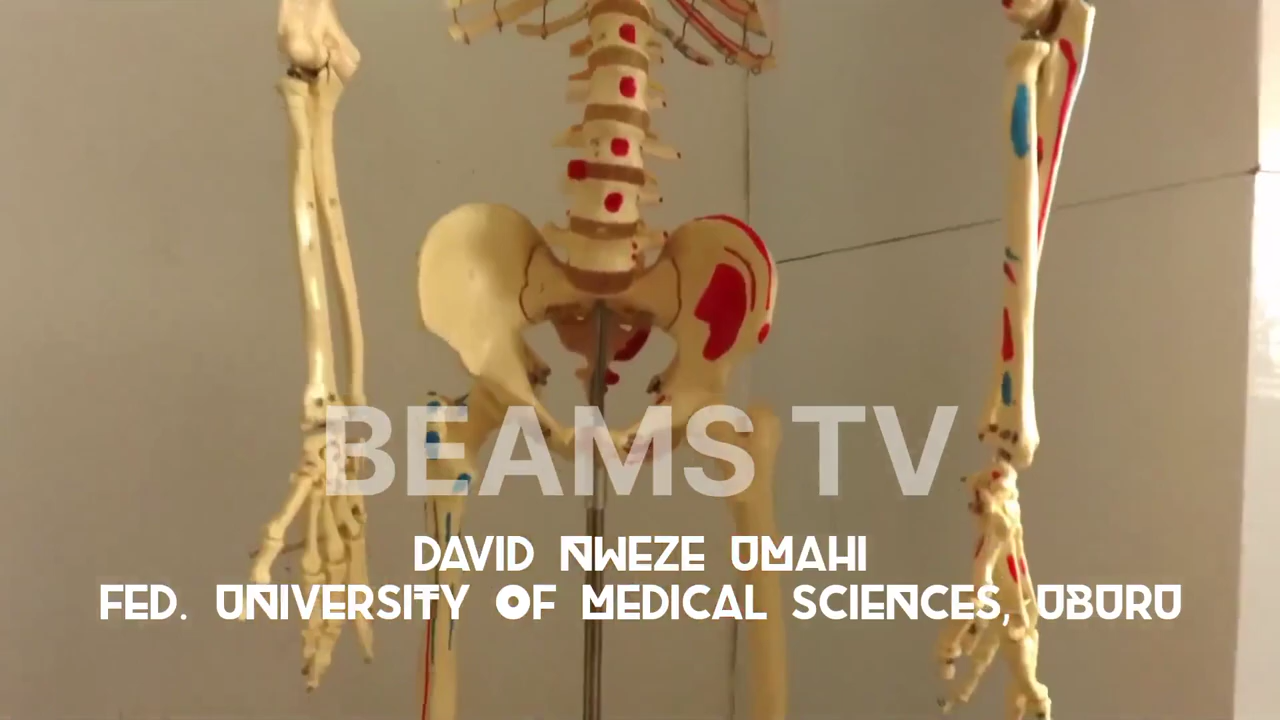 BEAMS TV
DAVID NWEZE UMAHI
FED. UNIVERSITY OF MEDICAL SCIENCES, UBURU